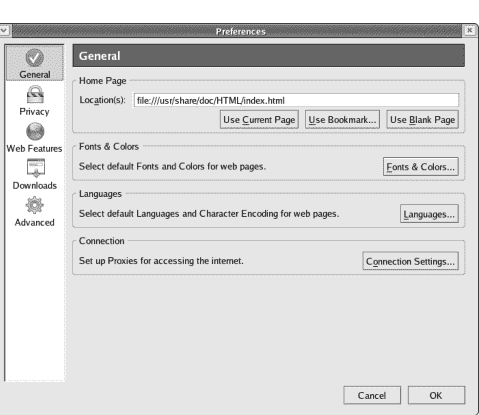 Preferences
General
Privacy
Web Features
Downloads
Advanced
General
Home Page
Location(s): file:///usr/share/doc/HTML/index.html
Use Current Page Use Bookmark... Use Blank Page
Fonts & Colors
Select default Fonts and Colors for web pages. Fonts & Colors...
Languages
Select default Languages and Character Encoding for web pages. Languages...
Connection
Set up Proxies for accessing the internet. Connection Settings...
Cancel OK